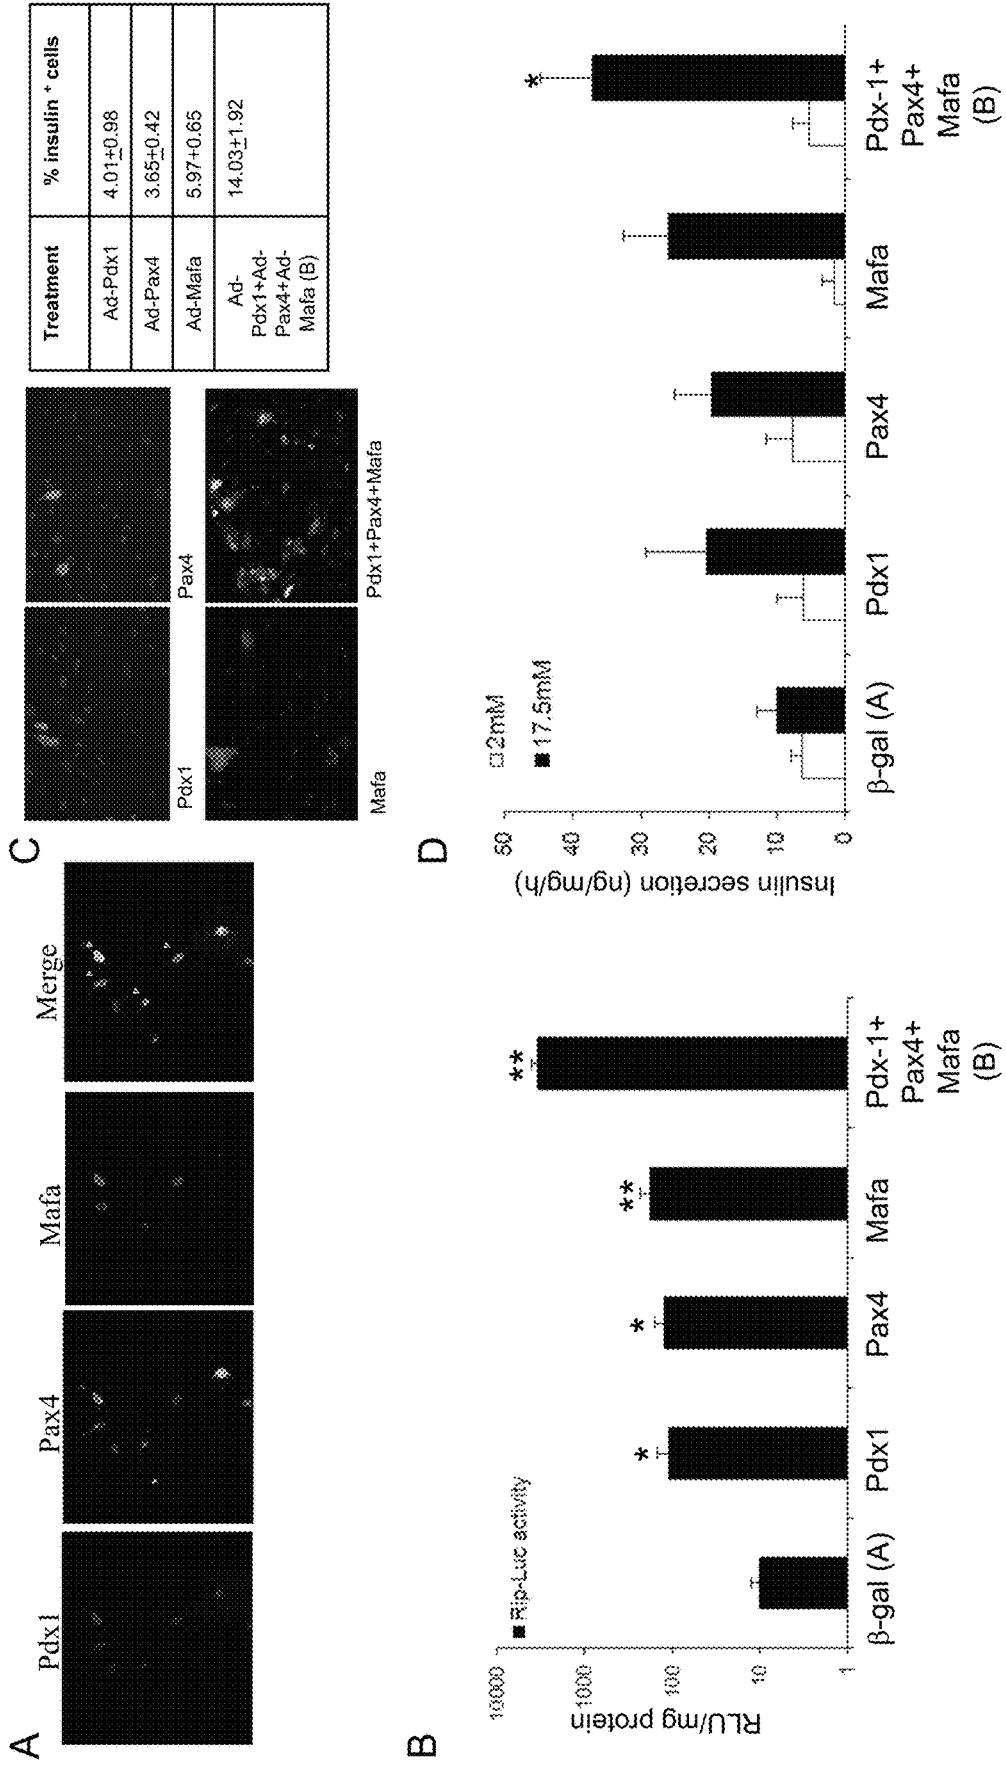 A
Pdx1
Pax4
Mafa
Merge
C
Pdx1
Pax4
Mafa
Pdx1+Pax4+Mafa
Treatment
% insulin + cells
Ad-Pdx1
4.01±0.98
Ad-Pax4
3.65±0.42
Ad-Mafa
5.97+0.65
Ad-
Pdx1+Ad-
Pax4+Ad-
Mafa (B)
14.03±1.92
B
RLU/mg protein
10000
1000
100
10
1
Rip-Luc activity
*
*
**
**
β-gal (A)
Pdx1
Pax4
Mafa
Pdx-1+
Pax4+
Mafa
(B)
D
Insulin secretion (ng/mg/h)
50
40
30
20
10
0
2mM
17.5mM
*
β-gal (A)
Pdx1
Pax4
Mafa
Pdx-1+
Pax4+
Mafa
(B)